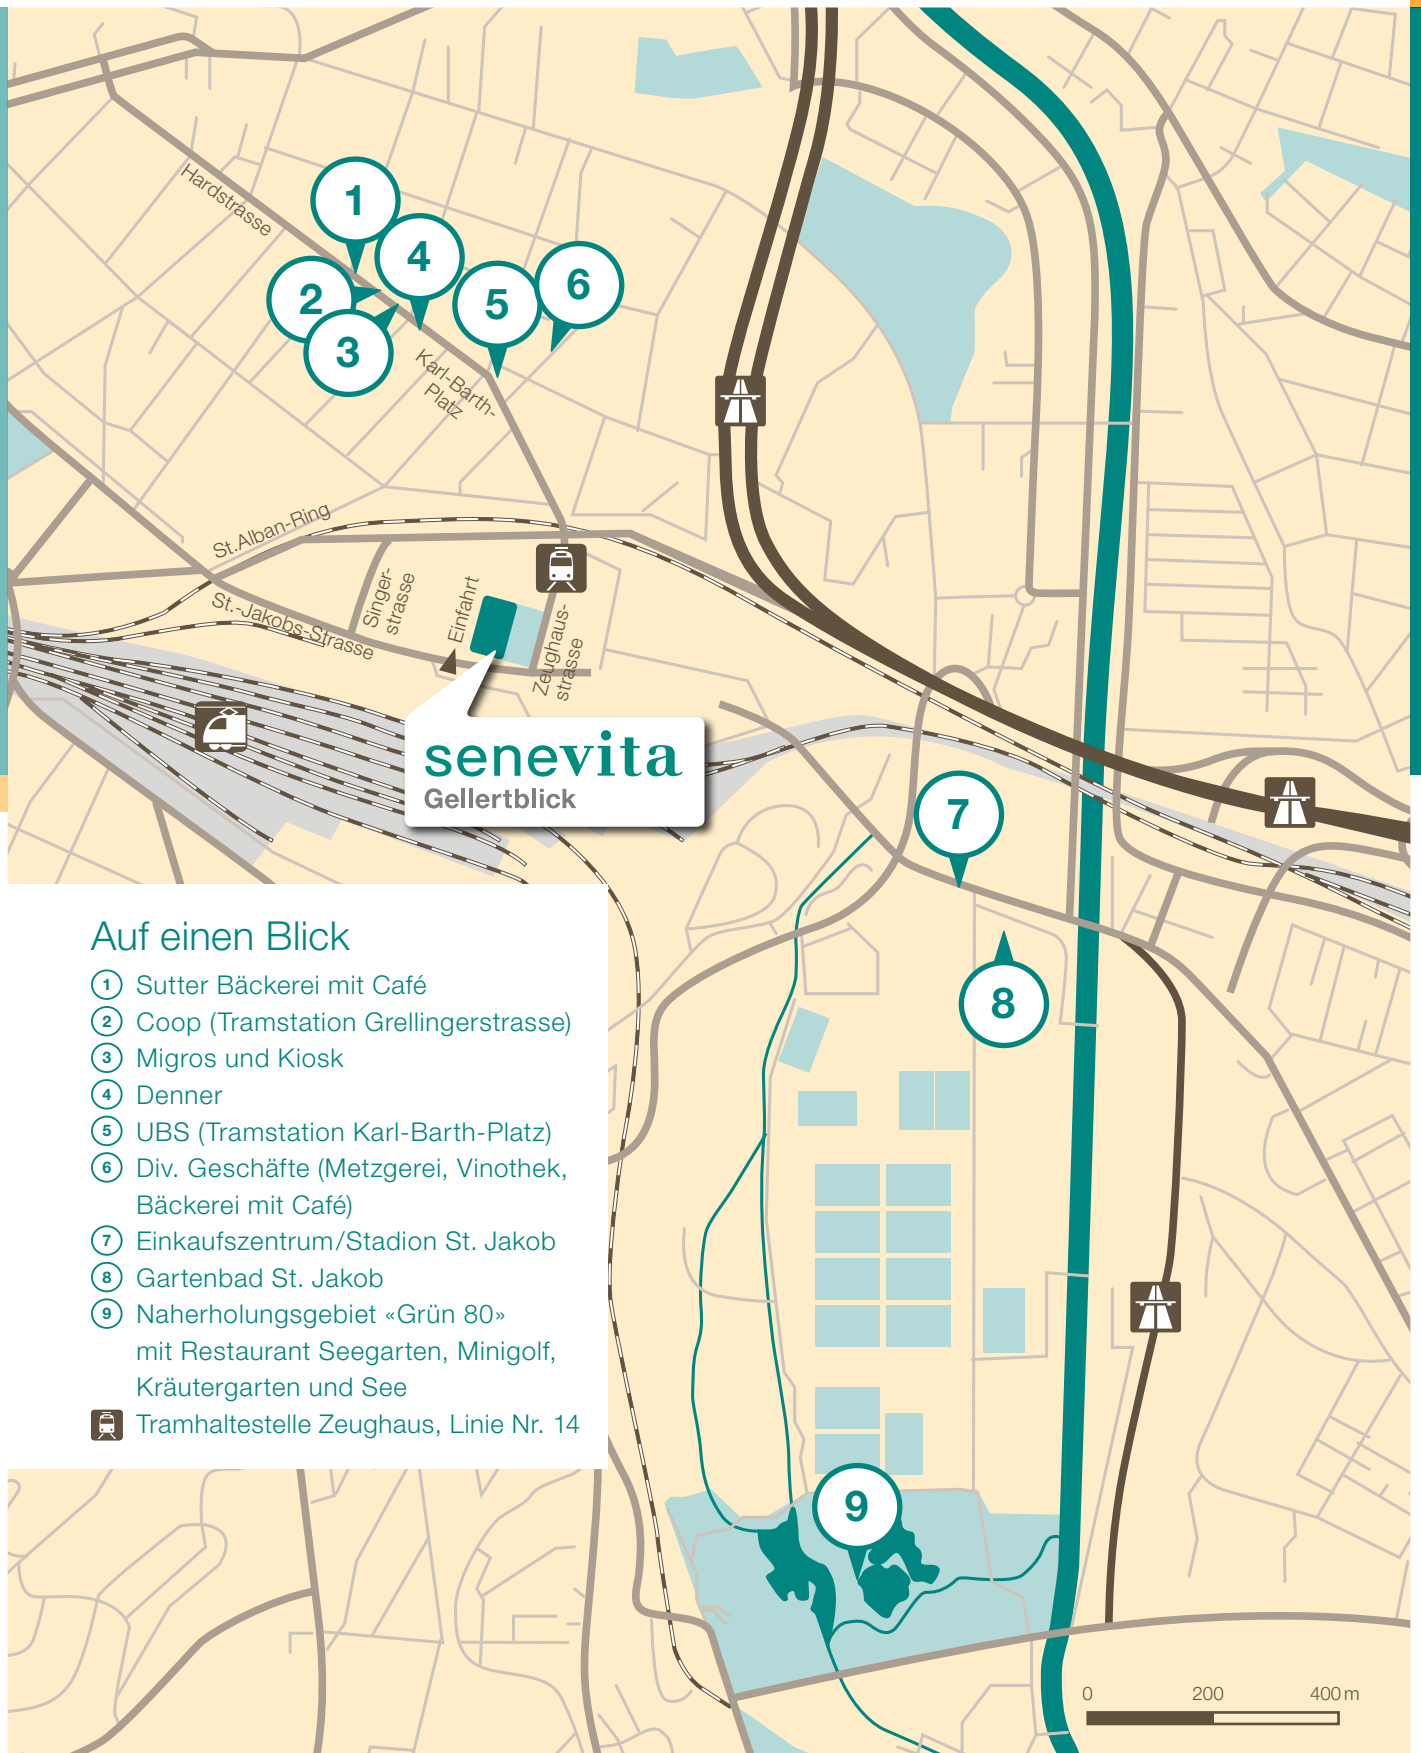 Hardstrasse
1
4
2
6
5
3
Karl-Barth-
Platz
St.Alban-Ring
Singer-
strasse
St.-Jakobs-Strasse
Einfahrt
Zeughaus-
strasse
senevita
Gellertblick
7
8
Auf einen Blick
1 Sutter Bäckerei mit Café
2 Coop (Tramstation Grellingerstrasse)
3 Migros und Kiosk
4 Denner
5 UBS (Tramstation Karl-Barth-Platz)
6 Div. Geschäfte (Metzgerei, Vinothek,
Bäckerei mit Café)
7 Einkaufszentrum/Stadion St. Jakob
8 Gartenbad St. Jakob
9 Naherholungsgebiet «Grün 80»
mit Restaurant Seegarten, Minigolf,
Kräutergarten und See
Tramhaltestelle Zeughaus, Linie Nr. 14
9
0 200 400 m